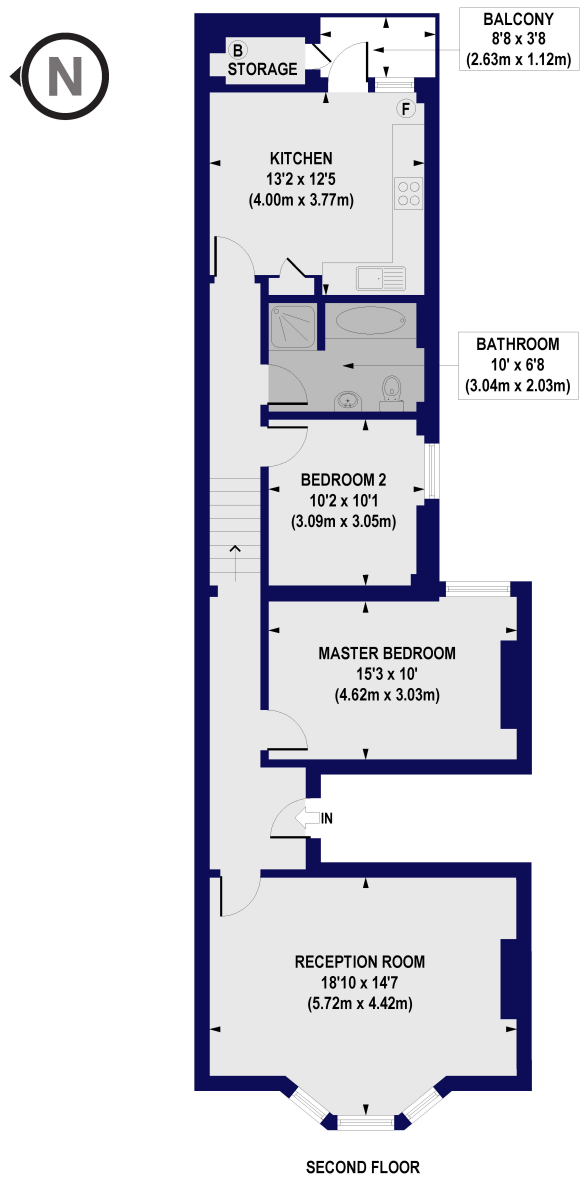 BALCONY
8'8 x 3'8
(2.63m x 1.12m)
B
STORAGE
N
F
KITCHEN
13'2 x 12'5
(4.00m x 3.77m)
BATHROOM
10' x 6'8
(3.04m x 2.03m)
BEDROOM 2
10'2 x 10'1
(3.09m x 3.05m)
MASTER BEDROOM
15'3 x 10'
(4.62m x 3.03m)
IN
RECEPTION ROOM
18'10 x 14'7
(5.72m x 4.42m)
SECOND FLOOR